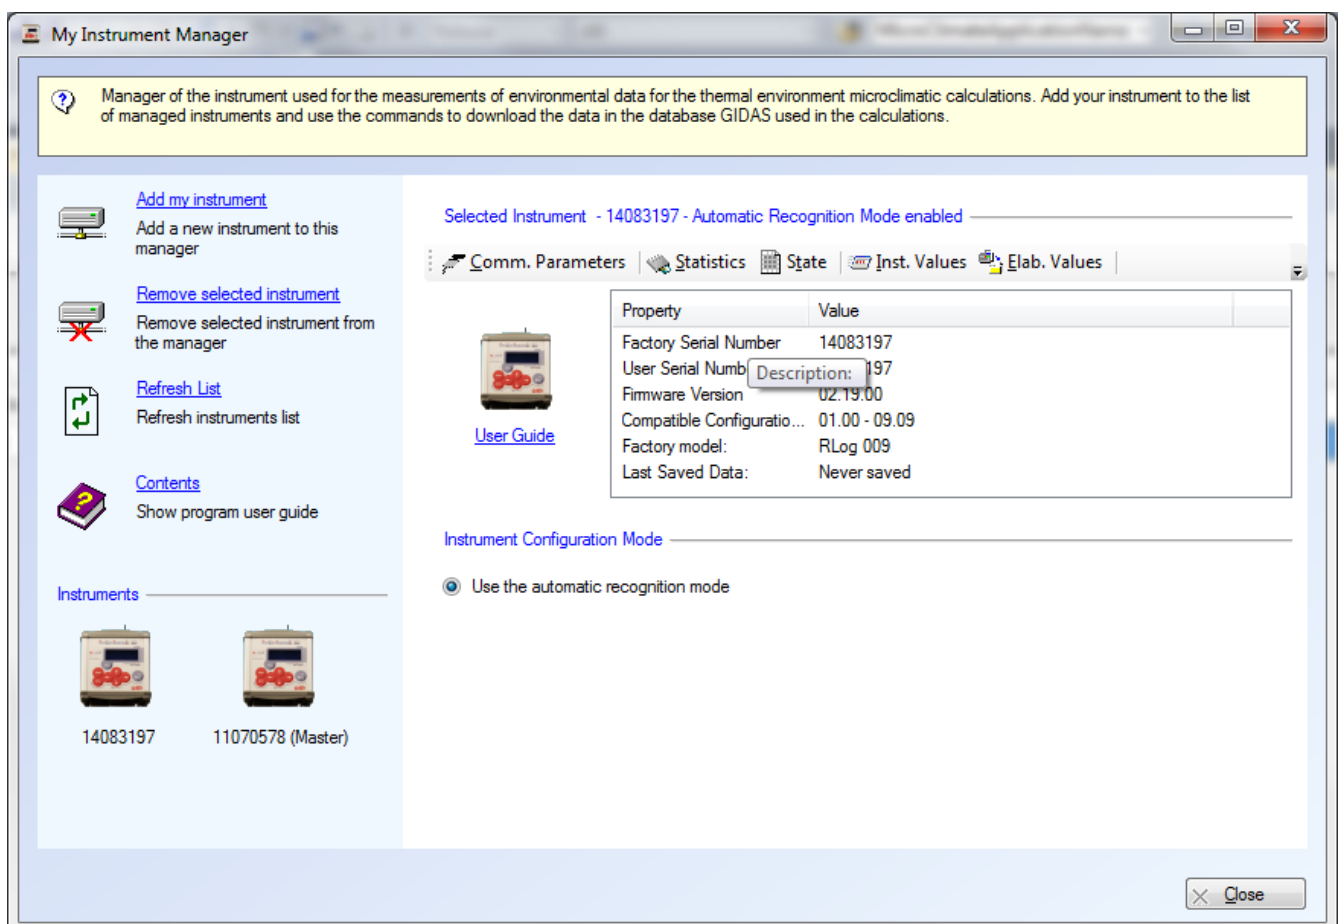 My Instrument Manager
Manager of the instrument used for the measurements of environmental data for the thermal environment microclimatic calculations. Add your instrument to the list
of managed instruments and use the commands to download the data in the database GIDAS used in the calculations.
Add my instrument
Add a new instrument to this
manager
Remove selected instrument
Remove selected instrument from
the manager
Refresh List
Refresh instruments list
Contents
Show program user guide
Instruments
14083197 11070578 (Master)
Selected Instrument - 14083197 - Automatic Recognition Mode enabled
Comm. Parameters Statistics State Inst. Values Elab. Values
User Guide
Property Value
Factory Serial Number 14083197
User Serial Numb 197
Description:
Firmware Version 02.19.00
Compatible Configuratio... 01.00 - 09.09
Factory model: RLog 009
Last Saved Data: Never saved
Instrument Configuration Mode
Use the automatic recognition mode
Close